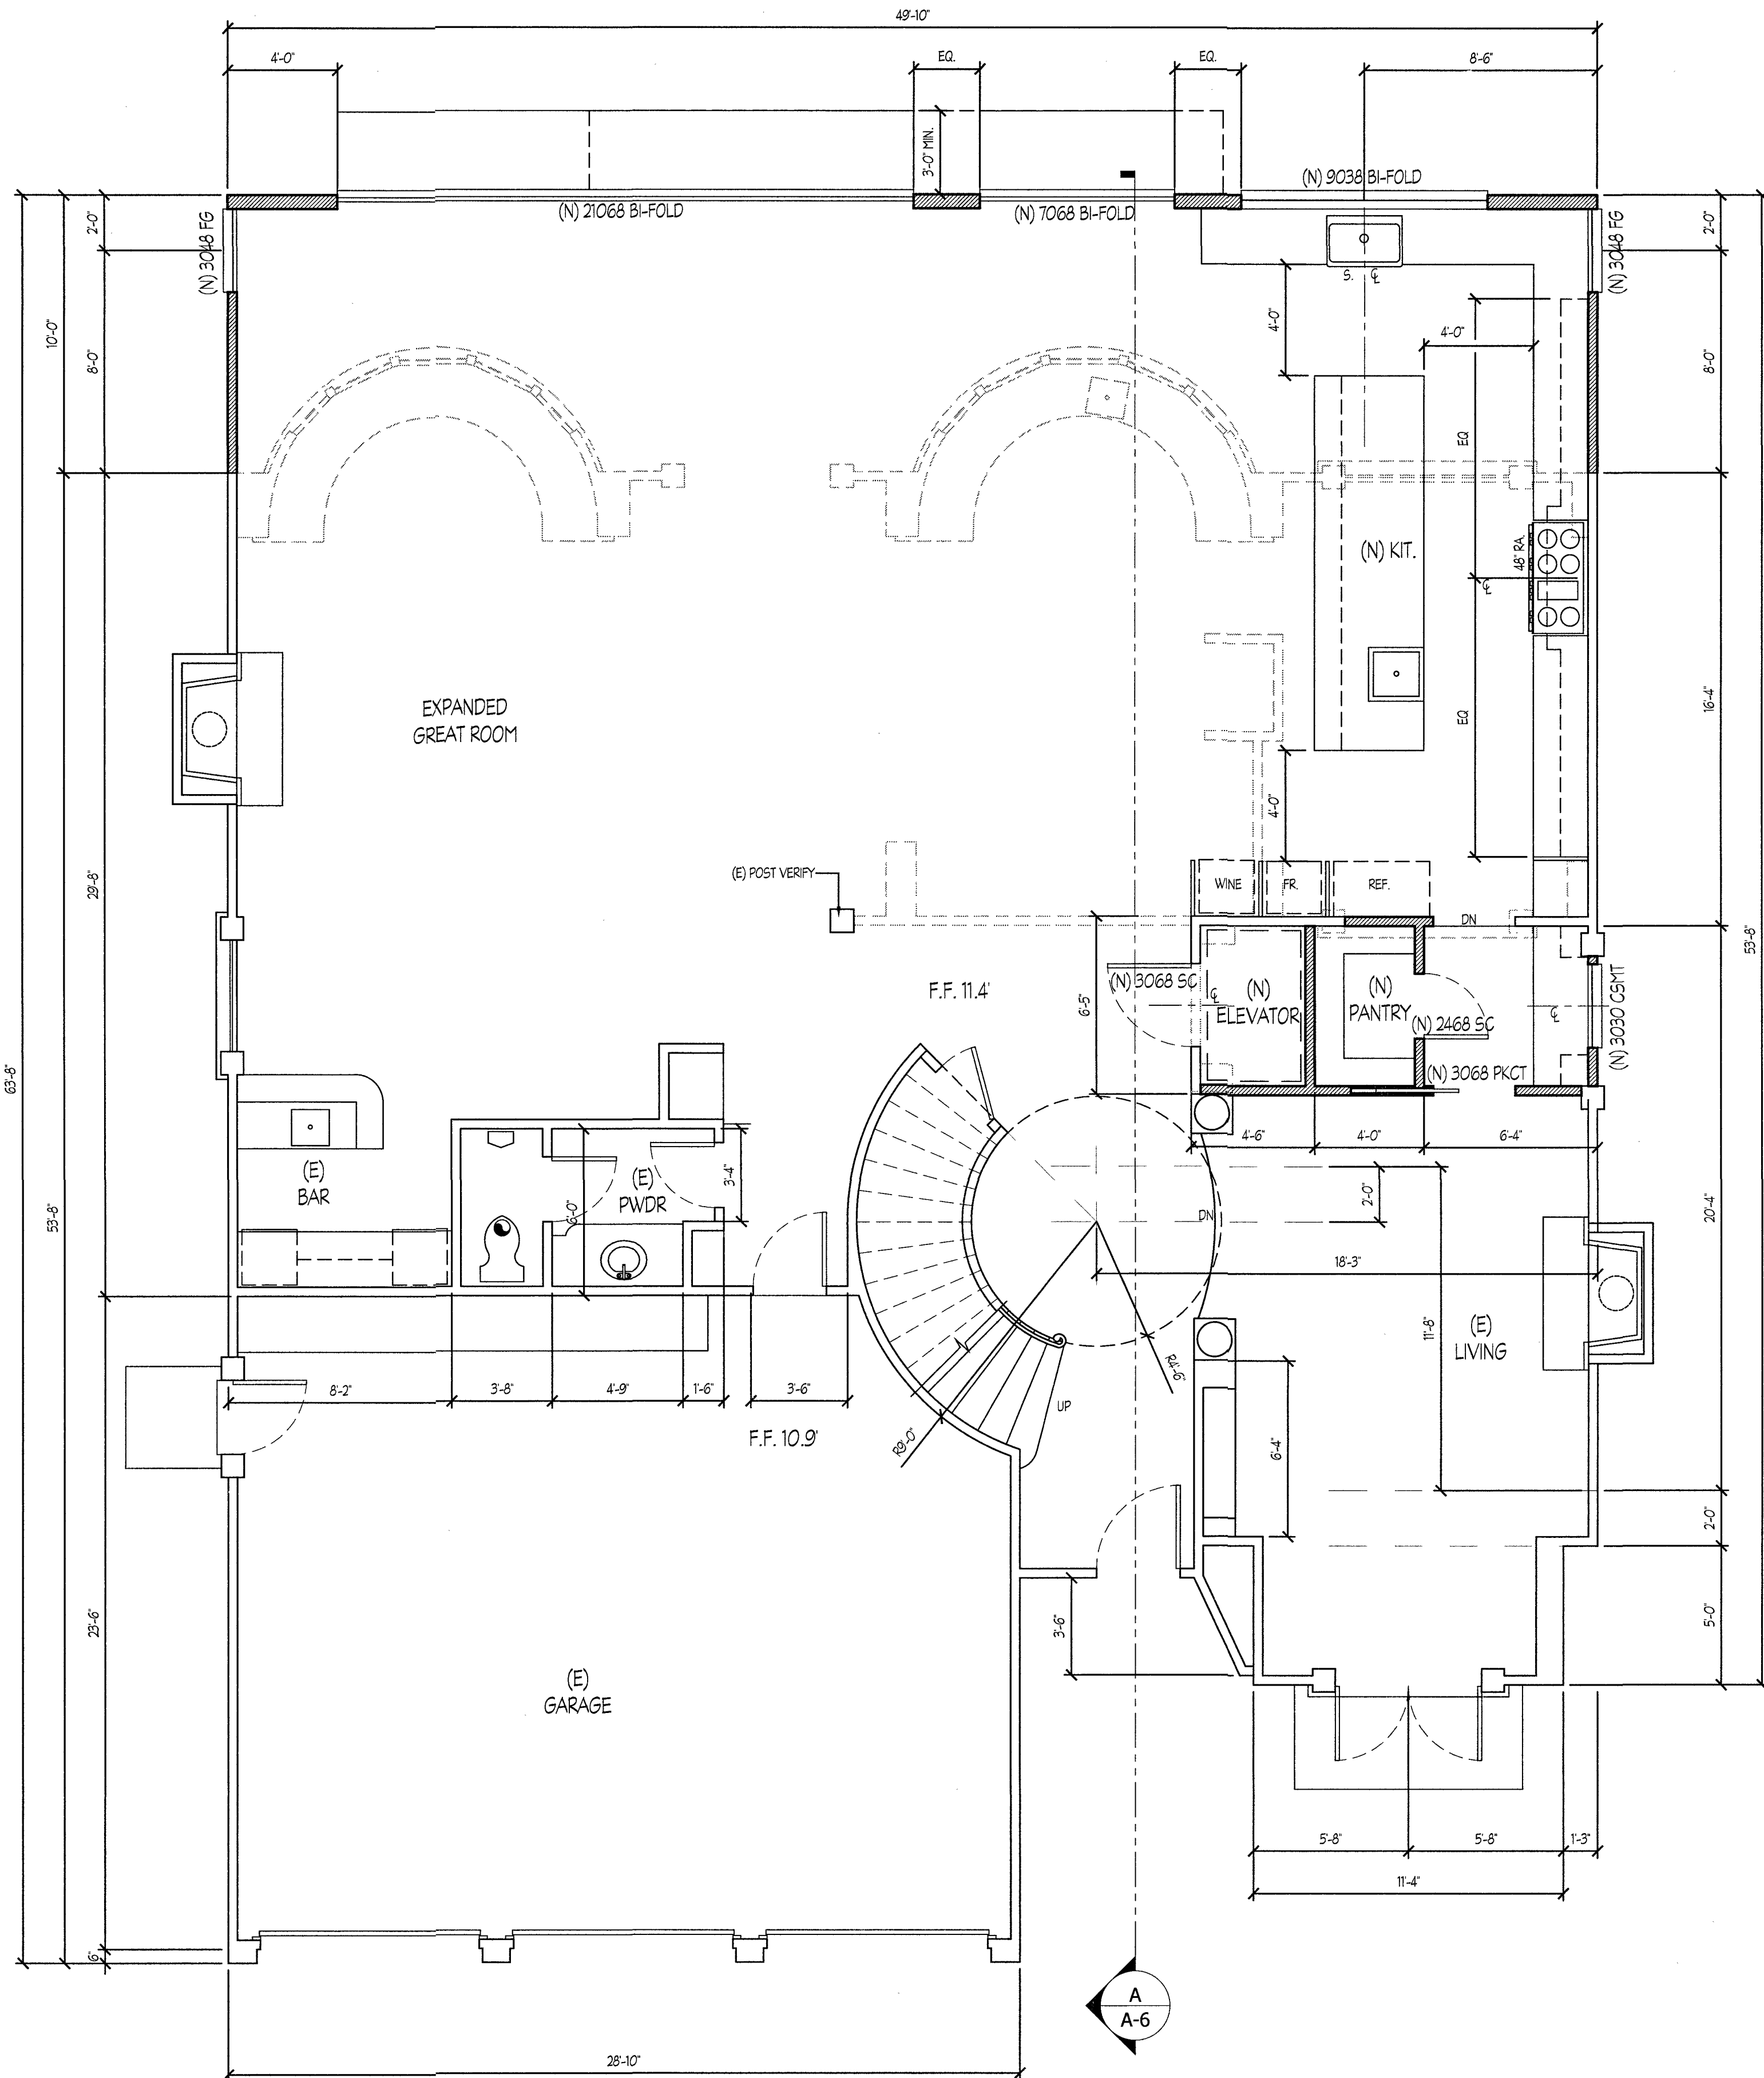 49'-10"
4'-0"
EQ.
EQ.
8'-6"
3'-0" MIN.
(N) 9038 BI-FOLD
(N) 21068 BI-FOLD
(N) 7068 BI-FOLD
(N) 3048 FG
(N) 3048 FG
2'-0"
2'-0"
S. ℄
10'-0"
8'-0"
4'-0"
4'-0"
8'-0"
EQ
(N) KIT.
48" RA.
℄
EXPANDED
GREAT ROOM
EQ
16'-4"
4'-0"
29'-8"
(E) POST VERIFY
WINE
FR.
REF.
DN
53'-8"
F.F. 11.4'
6'-5"
(N) 3068 SC
℄
(N)
ELEVATOR
(N)
PANTRY
(N) 2468 SC
℄
(N) 3030 CSMT
(N) 3068 PKCT
63'-8"
4'-6"
4'-0"
6'-4"
(E)
BAR
6'-0"
(E)
PWDR
3'-4"
2'-0"
DN
53'-8"
20'-4"
18'-3"
11'-8"
(E)
LIVING
R4'-6"
8'-2"
3'-8"
4'-9"
1'-6"
3'-6"
UP
F.F. 10.9'
R9'-0"
6'-4"
2'-0"
23'-6"
3'-6"
5'-0"
(E)
GARAGE
5'-8"
5'-8"
1'-3"
11'-4"
6"
A
A-6
28'-10"